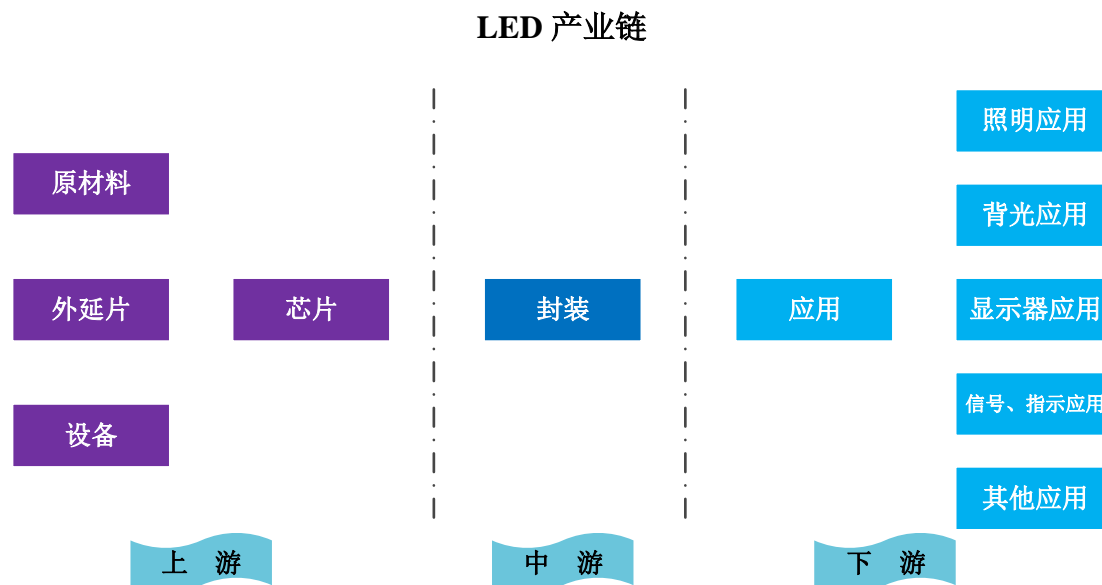 LED 产业链
照明应用
原材料
背光应用
外延片
芯片
封装
应用
显示器应用
信号、指示应用
设备
其他应用
上 游
中 游
下 游